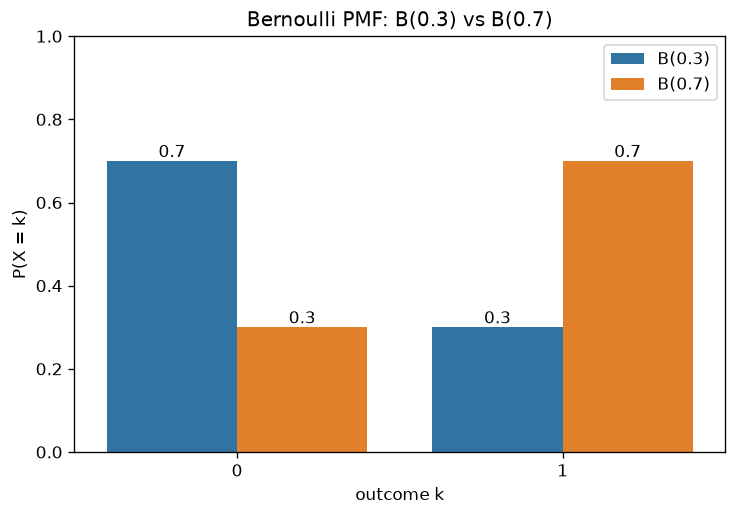 Bernoulli PMF: B(0.3) vs B(0.7)
1.0
0.8
0.6
0.4
0.2
0.0
P(X = k)
B(0.3)
B(0.7)
0.7
0.3
0.3
0.7
0
1
outcome k